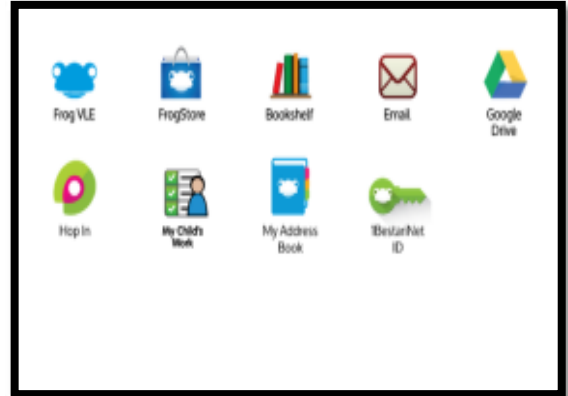 Frog VLE
FrogStore
Bookshelf
Email
Google
Drive
Hop In
My Child's
Work
My Address
Book
1BestariNet
ID